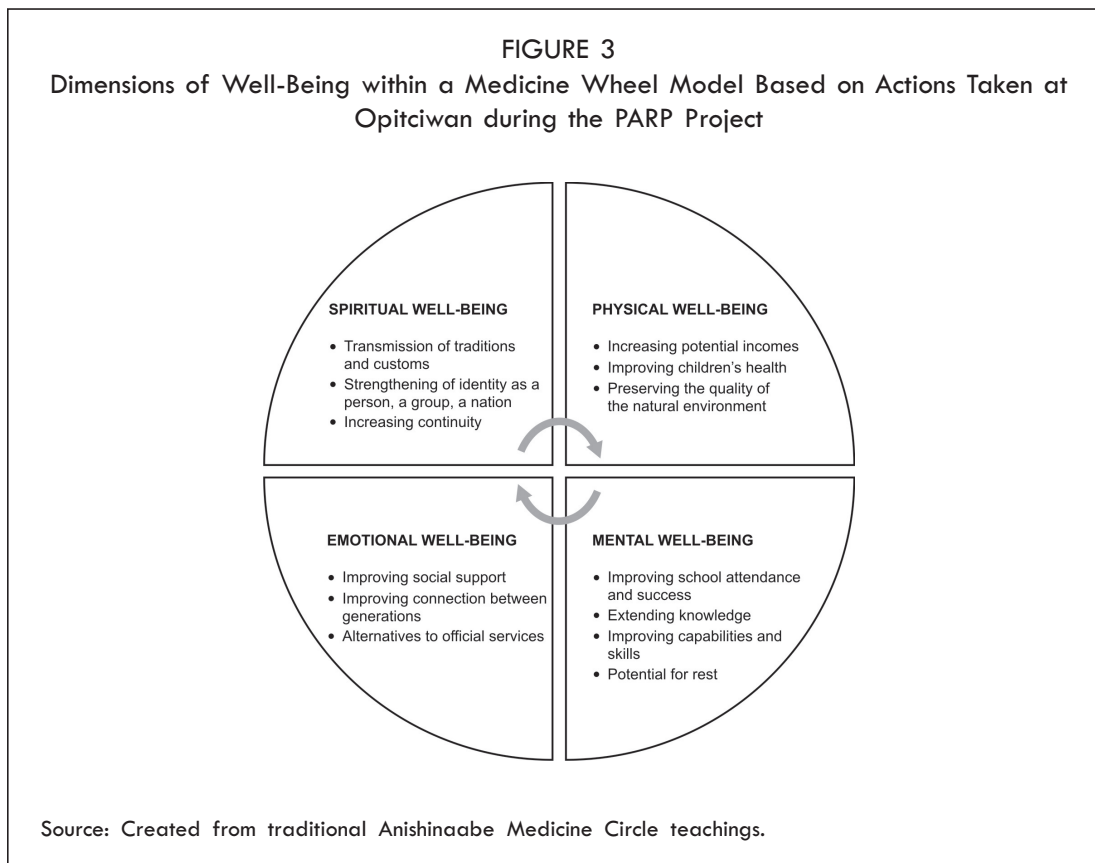 FIGURE 3
Dimensions of Well-Being within a Medicine Wheel Model Based on Actions Taken at
Opitciwan during the PARP Project
SPIRITUAL WELL-BEING
• Transmission of traditions
and customs
• Strengthening of identity as a
person, a group, a nation
• Increasing continuity
PHYSICAL WELL-BEING
• Increasing potential incomes
• Improving children's health
• Preserving the quality of
the natural environment
EMOTIONAL WELL-BEING
• Improving social support
• Improving connection between
generations
• Alternatives to official services
MENTAL WELL-BEING
• Improving school attendance
and success
• Extending knowledge
• Improving capabilities and
skills
• Potential for rest
Source: Created from traditional Anishinaabe Medicine Circle teachings.